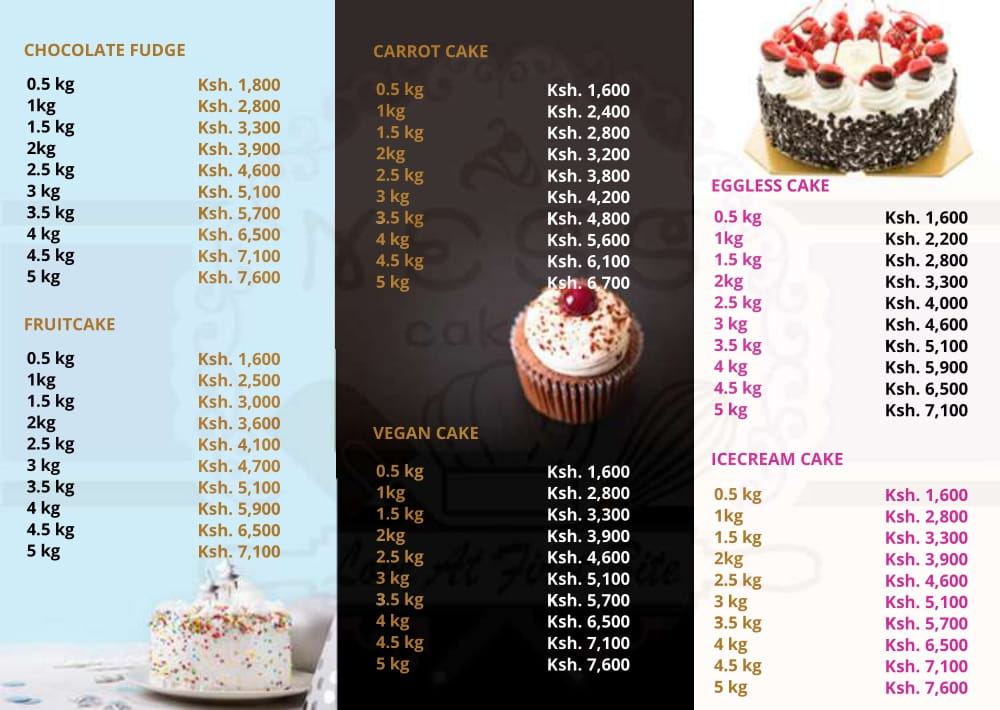 CHOCOLATE FUDGE
0.5 kg Ksh. 1,800
1kg Ksh. 2,800
1.5 kg Ksh. 3,300
2kg Ksh. 3,900
2.5 kg Ksh. 4,600
3 kg Ksh. 5,100
3.5 kg Ksh. 5,700
4 kg Ksh. 6,500
4.5 kg Ksh. 7,100
5 kg Ksh. 7,600
FRUITCAKE
0.5 kg Ksh. 1,600
1kg Ksh. 2,500
1.5 kg Ksh. 3,000
2kg Ksh. 3,600
2.5 kg Ksh. 4,100
3 kg Ksh. 4,700
3.5 kg Ksh. 5,100
4 kg Ksh. 5,900
4.5 kg Ksh. 6,500
5 kg Ksh. 7,100
CARROT CAKE
0.5 kg Ksh. 1,600
1kg Ksh. 2,400
1.5 kg Ksh. 2,800
2kg Ksh. 3,200
2.5 kg Ksh. 3,800
3 kg Ksh. 4,200
3.5 kg Ksh. 4,800
4 kg Ksh. 5,600
4.5 kg Ksh. 6,100
5 kg Ksh. 6,700
VEGAN CAKE
0.5 kg Ksh. 1,600
1kg Ksh. 2,800
1.5 kg Ksh. 3,300
2kg Ksh. 3,900
2.5 kg Ksh. 4,600
3 kg Ksh. 5,100
3.5 kg Ksh. 5,700
4 kg Ksh. 6,500
4.5 kg Ksh. 7,100
5 kg Ksh. 7,600
EGGLESS CAKE
0.5 kg Ksh. 1,600
1kg Ksh. 2,200
1.5 kg Ksh. 2,800
2kg Ksh. 3,300
2.5 kg Ksh. 4,000
3 kg Ksh. 4,600
3.5 kg Ksh. 5,100
4 kg Ksh. 5,900
4.5 kg Ksh. 6,500
5 kg Ksh. 7,100
ICECREAM CAKE
0.5 kg Ksh. 1,600
1kg Ksh. 2,800
1.5 kg Ksh. 3,300
2kg Ksh. 3,900
2.5 kg Ksh. 4,600
3 kg Ksh. 5,100
3.5 kg Ksh. 5,700
4 kg Ksh. 6,500
4.5 kg Ksh. 7,100
5 kg Ksh. 7,600